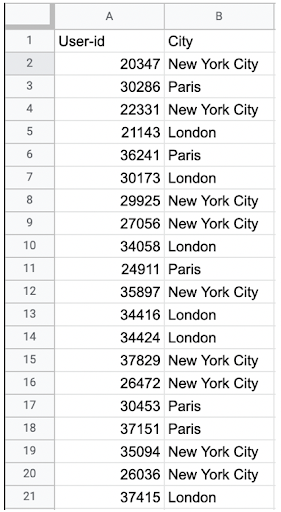 A B
1 User-id City
2 20347 New York City
3 30286 Paris
4 22331 New York City
5 21143 London
6 36241 Paris
7 30173 London
8 29925 New York City
9 27056 New York City
10 34058 London
11 24911 Paris
12 35897 New York City
13 34416 London
14 34424 London
15 37829 New York City
16 26472 New York City
17 30453 Paris
18 37151 Paris
19 35094 New York City
20 26036 New York City
21 37415 London